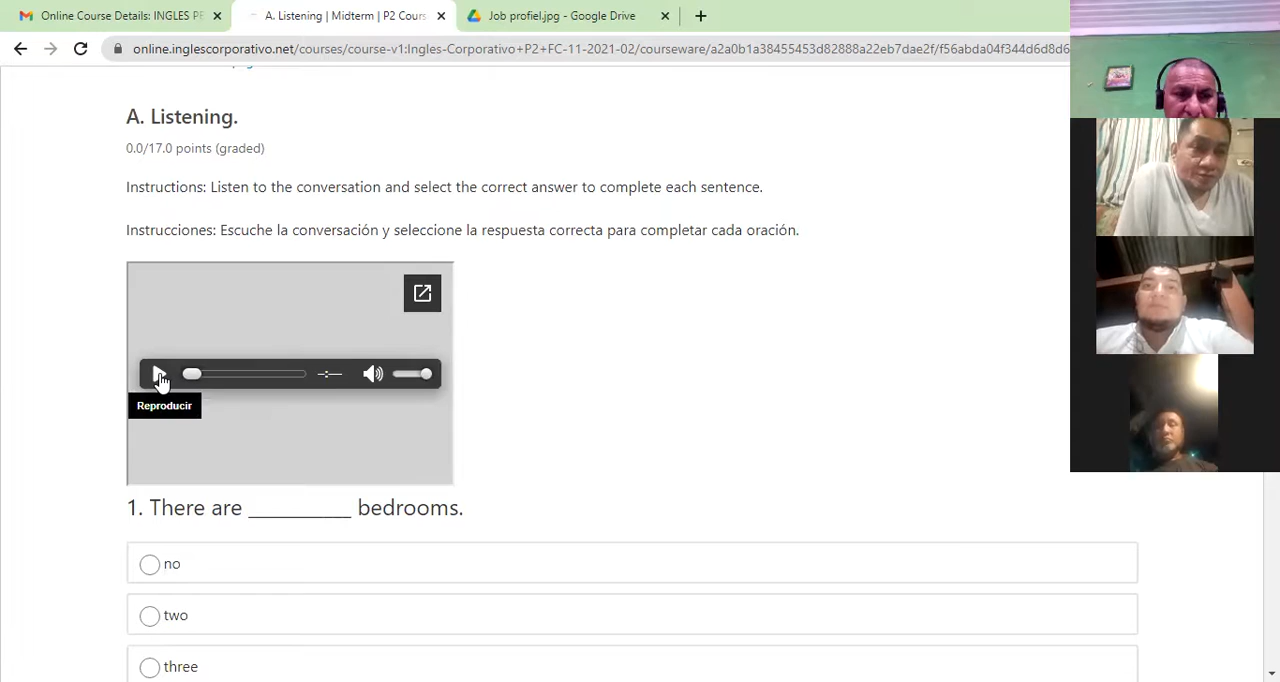 Online Course Details: INGLES PE
A. Listening | Midterm | P2 Cours
Job profiel.jpg - Google Drive
online.inglescorporativo.net/courses/course-v1:Ingles-Corporativo+P2+FC-11-2021-02/courseware/a2a0b1a38455453d82888a22eb7dae2f/f56abda04f344d6d8d6
A. Listening.
0.0/17.0 points (graded)
Instructions: Listen to the conversation and select the correct answer to complete each sentence.
Instrucciones: Escuche la conversación y seleccione la respuesta correcta para completar cada oración.
-:--
Reproducir
1. There are __________ bedrooms.
no
two
three